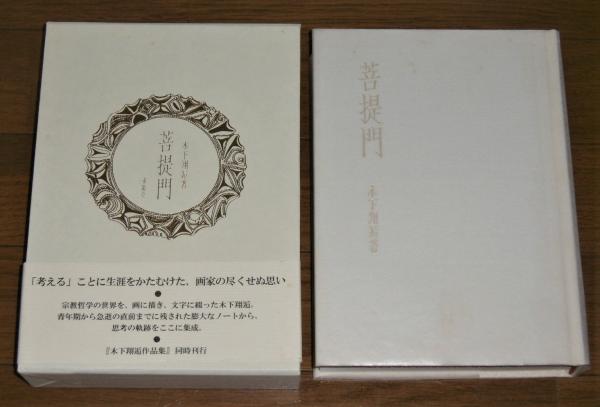 木下翔逅著
菩提門
「考える」ことに生涯をかたむけた、画家の尽くせぬ思い
宗教哲学の世界を、画に描き、文字に綴った木下翔逅。
青年期から急逝の直前までに残された膨大なノートから、
思考の軌跡をここに集成。
『木下翔逅作品集』同時刊行
菩提門
木下翔逅著